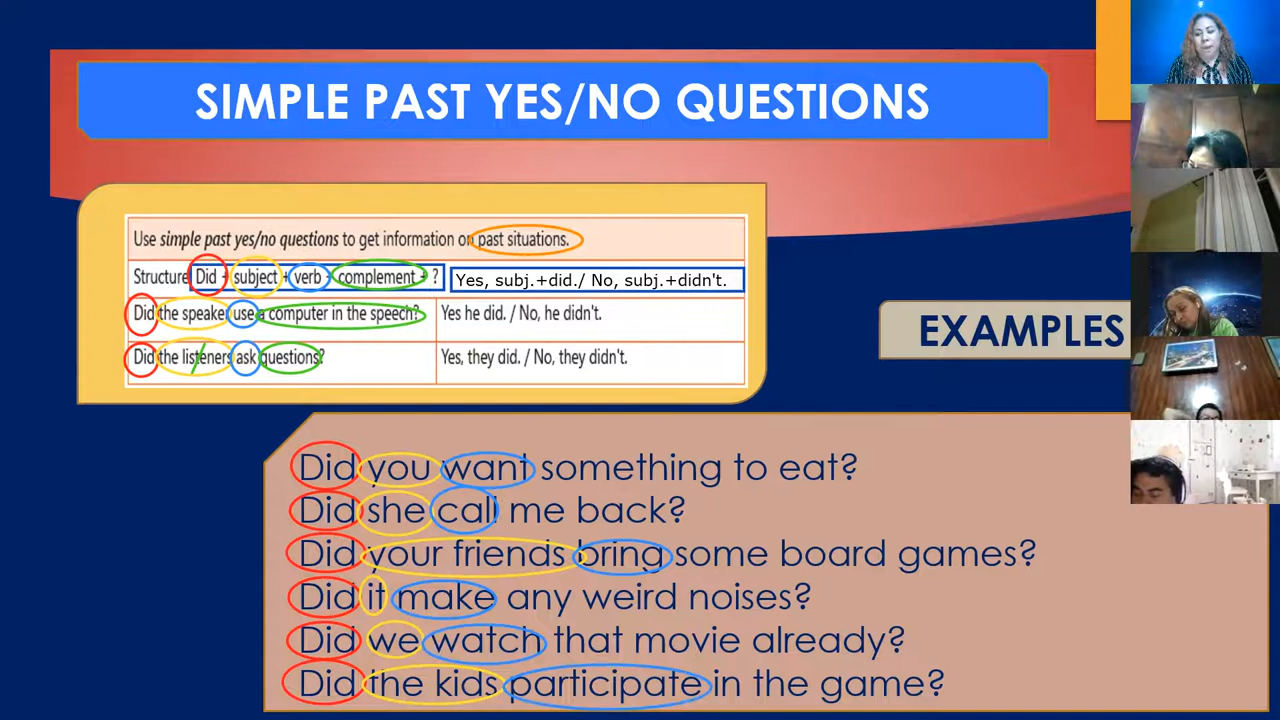 SIMPLE PAST YES/NO QUESTIONS
Use simple past yes/no questions to get information on past situations.
Structure Did + subject + verb + complement + ?
Yes, subj.+did./ No, subj.+didn't.
Did the speaker use a computer in the speech?
Yes he did. / No, he didn't.
Did the listeners ask questions?
Yes, they did. / No, they didn't.
EXAMPLES
Did you want something to eat?
Did she call me back?
Did your friends bring some board games?
Did it make any weird noises?
Did we watch that movie already?
Did the kids participate in the game?